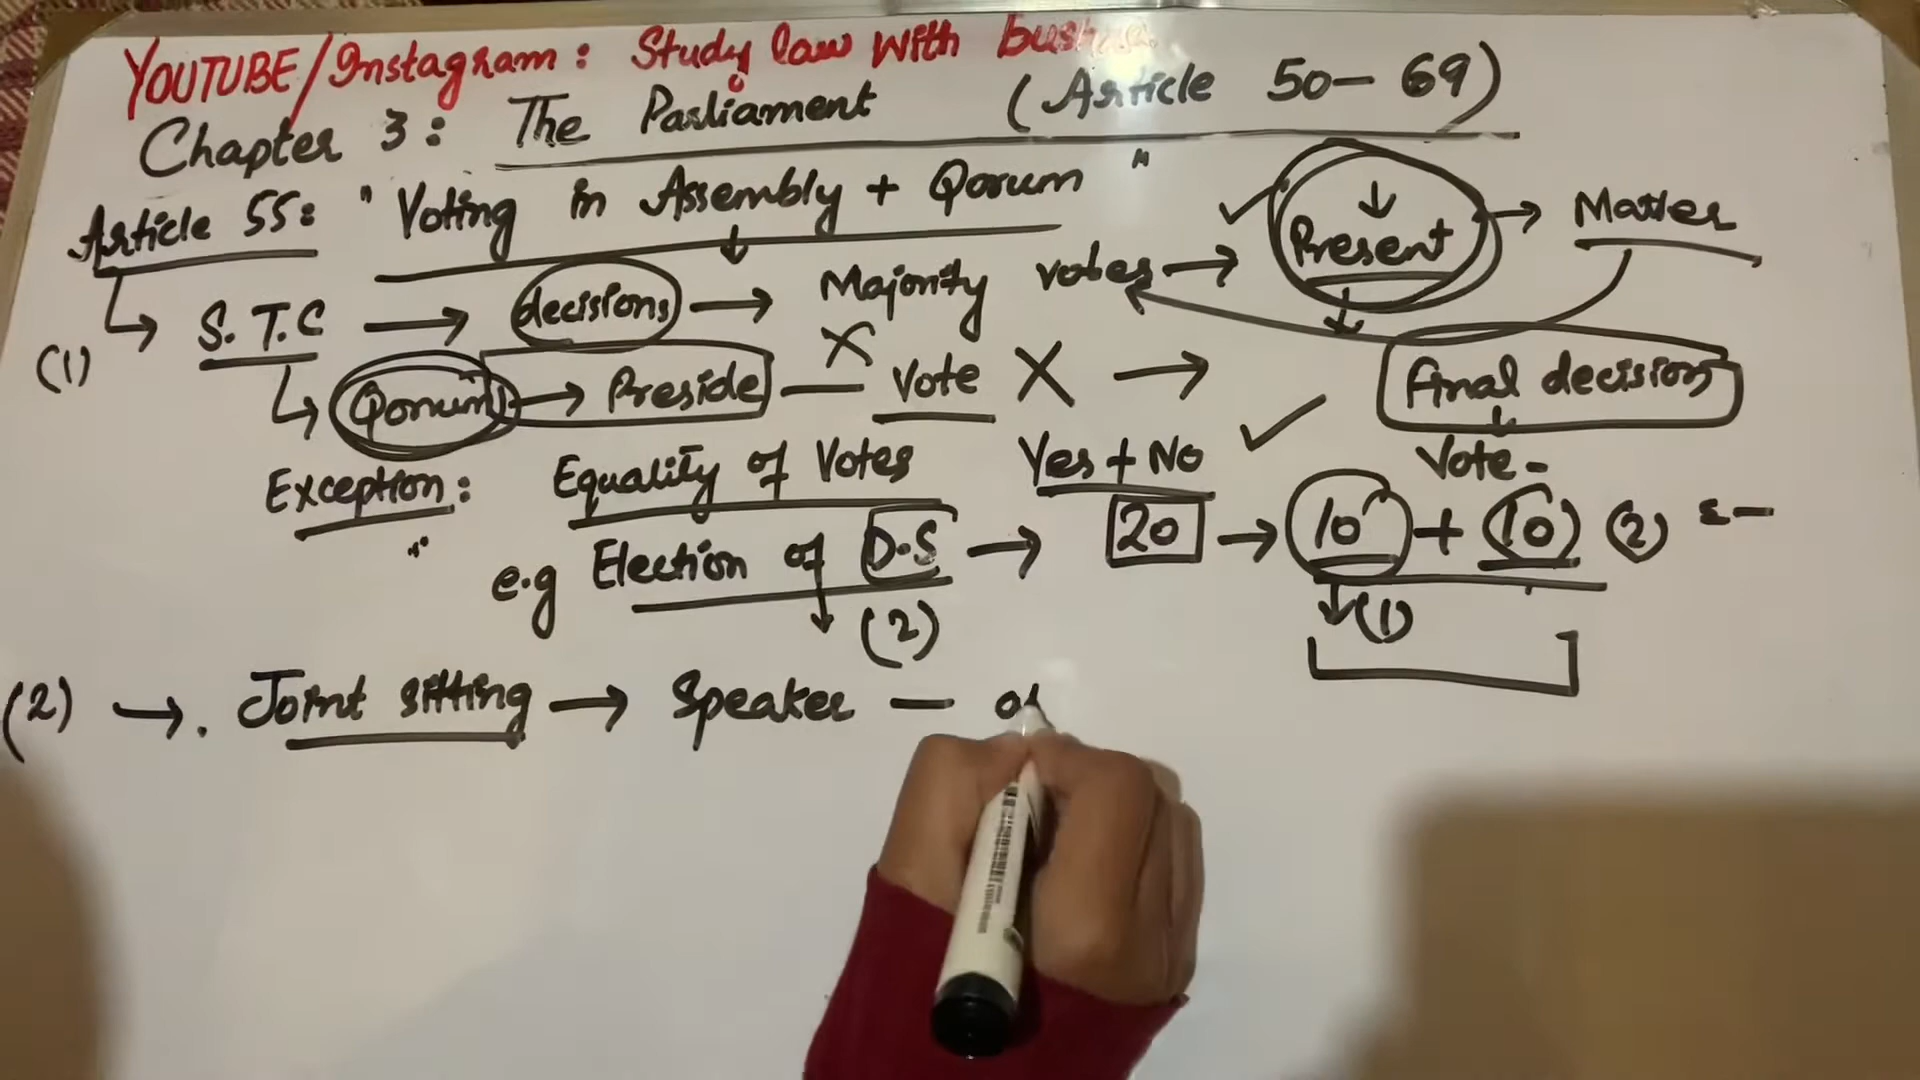 YOUTUBE/Instagram: Study law with
Chapter 3: The Parliament (Article 50-69)
Article 55: "Voting in Assembly + Qorum"
(1) S.T.C → decisions → Majority votes → Present → Matter
Qorum → Preside — Vote X → Final decision
Exception: Equality of Votes Yes + No Vote-
e.g Election of D.S → 20 → 10 + 10 (2)
(2) (1)
(2) → Joint sitting → Speaker —